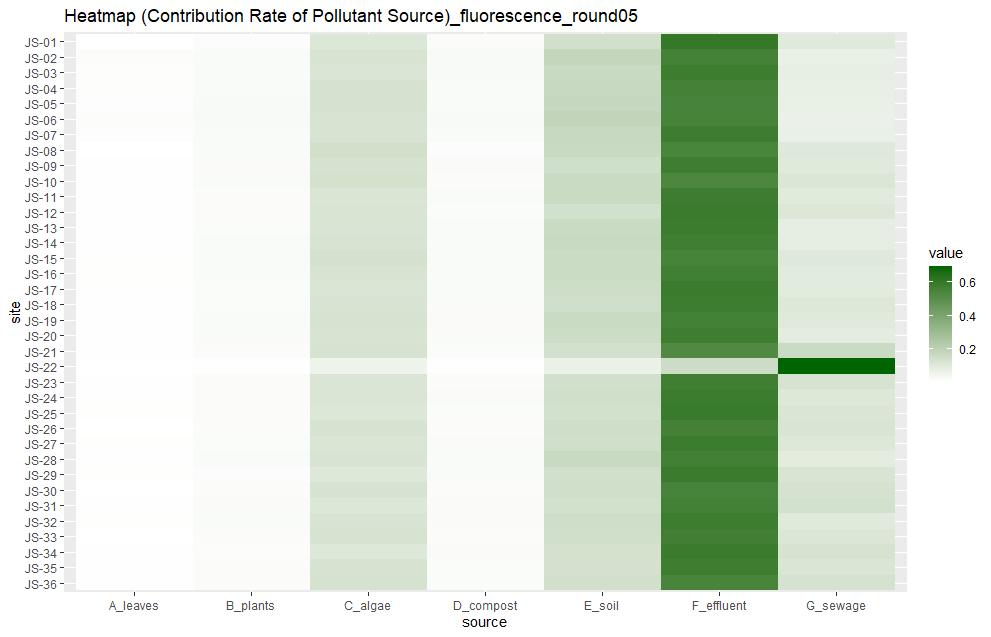 Heatmap (Contribution Rate of Pollutant Source)_fluorescence_round05
JS-01
JS-02
JS-03
JS-04
JS-05
JS-06
JS-07
JS-08
JS-09
JS-10
JS-11
JS-12
JS-13
JS-14
JS-15
JS-16
JS-17
JS-18
JS-19
JS-20
JS-21
JS-22
JS-23
JS-24
JS-25
JS-26
JS-27
JS-28
JS-29
JS-30
JS-31
JS-32
JS-33
JS-34
JS-35
JS-36
site
A_leaves B_plants C_algae D_compost E_soil F_effluent G_sewage
source
value
0.6
0.4
0.2